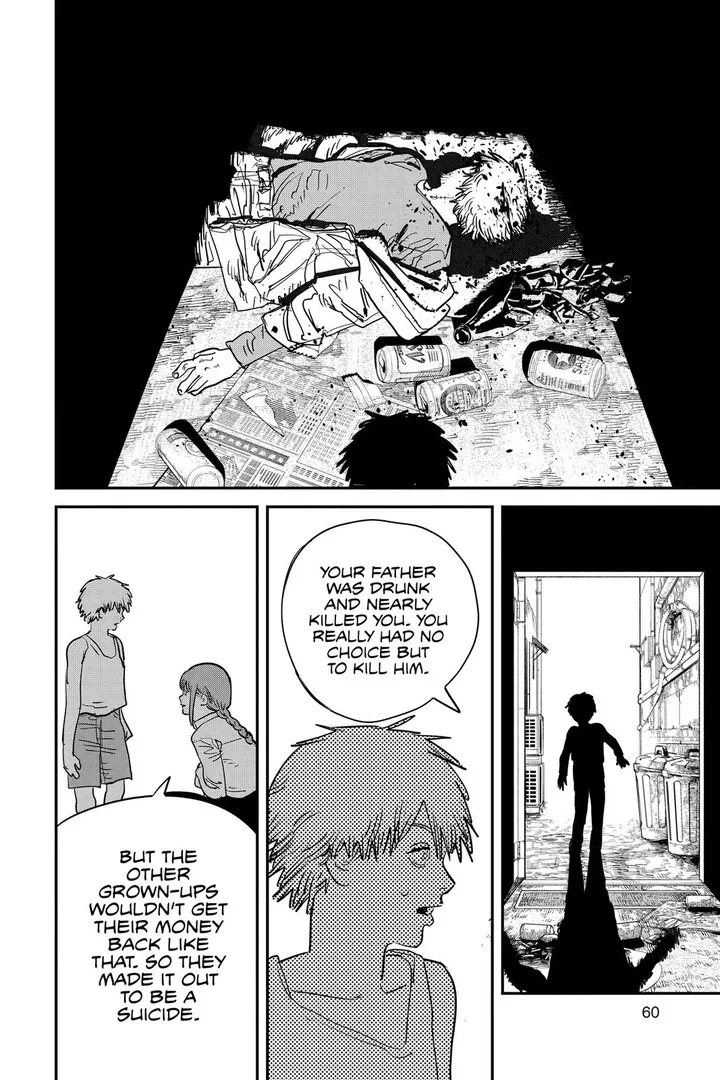 YOUR FATHER
WAS DRUNK
AND NEARLY
KILLED YOU. YOU
REALLY HAD NO
CHOICE BUT
TO KILL HIM.
BUT THE
OTHER
GROWN-UPS
WOULDN'T GET
THEIR MONEY
BACK LIKE
THAT. SO THEY
MADE IT OUT
TO BE A
SUICIDE.
60